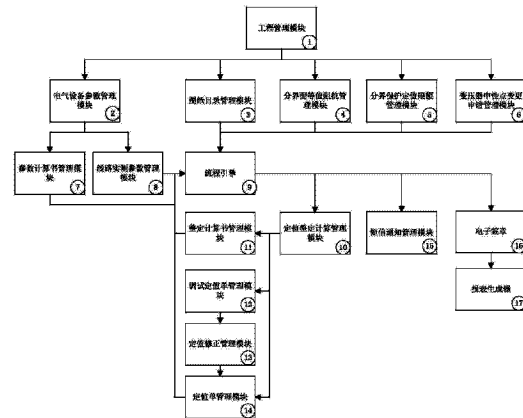 工程管理模块
1
电气设备参数管理
模块
2
图纸目录管理模块
3
分界面等值阻抗管
理模块
4
分界保护定值限额
管理模块
5
变压器中性点变更
申请管理模块
6
参数计算书管理模
块
7
线路实测参数管理
模块
8
流程引擎
9
整定计算书管理模
块
11
定值整定计算管理
模块
10
短信通知管理模块
15
电子签章
16
调试定值单管理模
块
12
报表生成器
17
定值修正管理模块
13
定值单管理模块
14